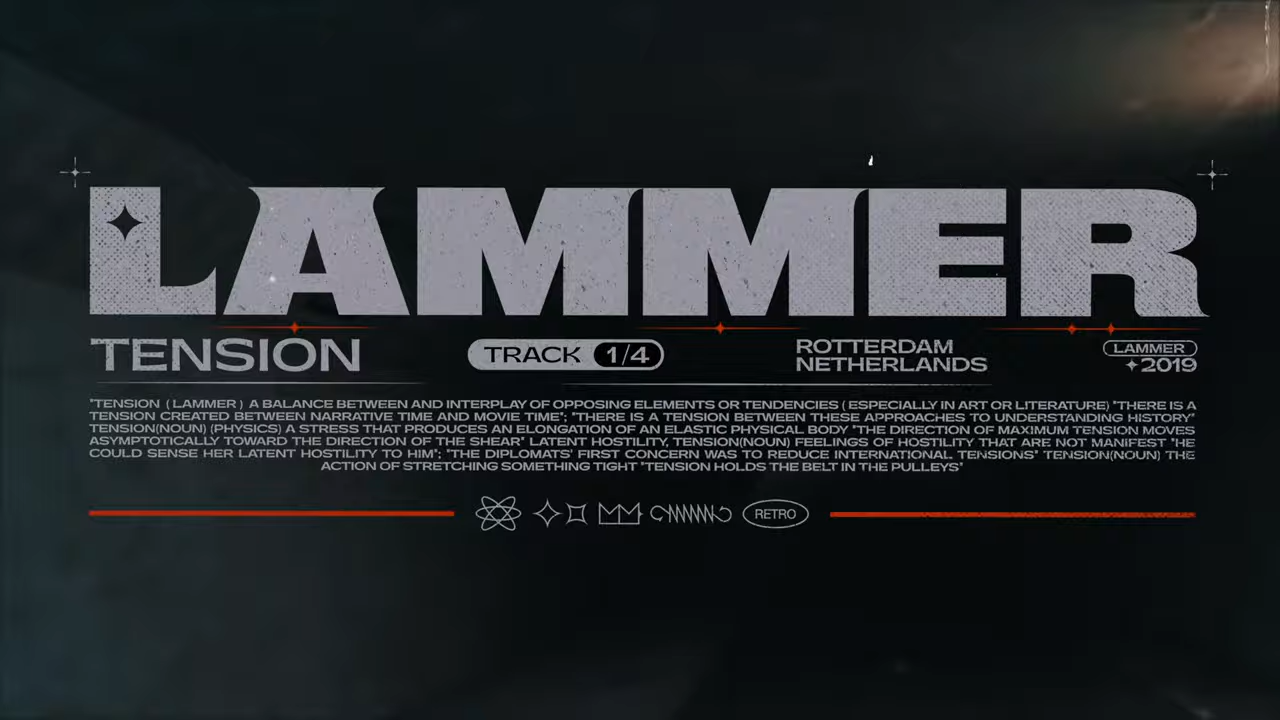 LAMMER
TENSION
TRACK 1/4
ROTTERDAM
NETHERLANDS
LAMMER
2019
"TENSION (LAMMER) A BALANCE BETWEEN AND INTERPLAY OF OPPOSING ELEMENTS OR TENDENCIES (ESPECIALLY IN ART OR LITERATURE) "THERE IS A
TENSION CREATED BETWEEN NARRATIVE TIME AND MOVIE TIME"; "THERE IS A TENSION BETWEEN THESE APPROACHES TO UNDERSTANDING HISTORY"
TENSION(NOUN) (PHYSICS) A STRESS THAT PRODUCES AN ELONGATION OF AN ELASTIC PHYSICAL BODY "THE DIRECTION OF MAXIMUM TENSION MOVES
ASYMPTOTICALLY TOWARD THE DIRECTION OF THE SHEAR" LATENT HOSTILITY, TENSION(NOUN) FEELINGS OF HOSTILITY THAT ARE NOT MANIFEST "HE
COULD SENSE HER LATENT HOSTILITY TO HIM"; "THE DIPLOMATS' FIRST CONCERN WAS TO REDUCE INTERNATIONAL TENSIONS" TENSION(NOUN) THE
ACTION OF STRETCHING SOMETHING TIGHT "TENSION HOLDS THE BELT IN THE PULLEYS"
RETRO